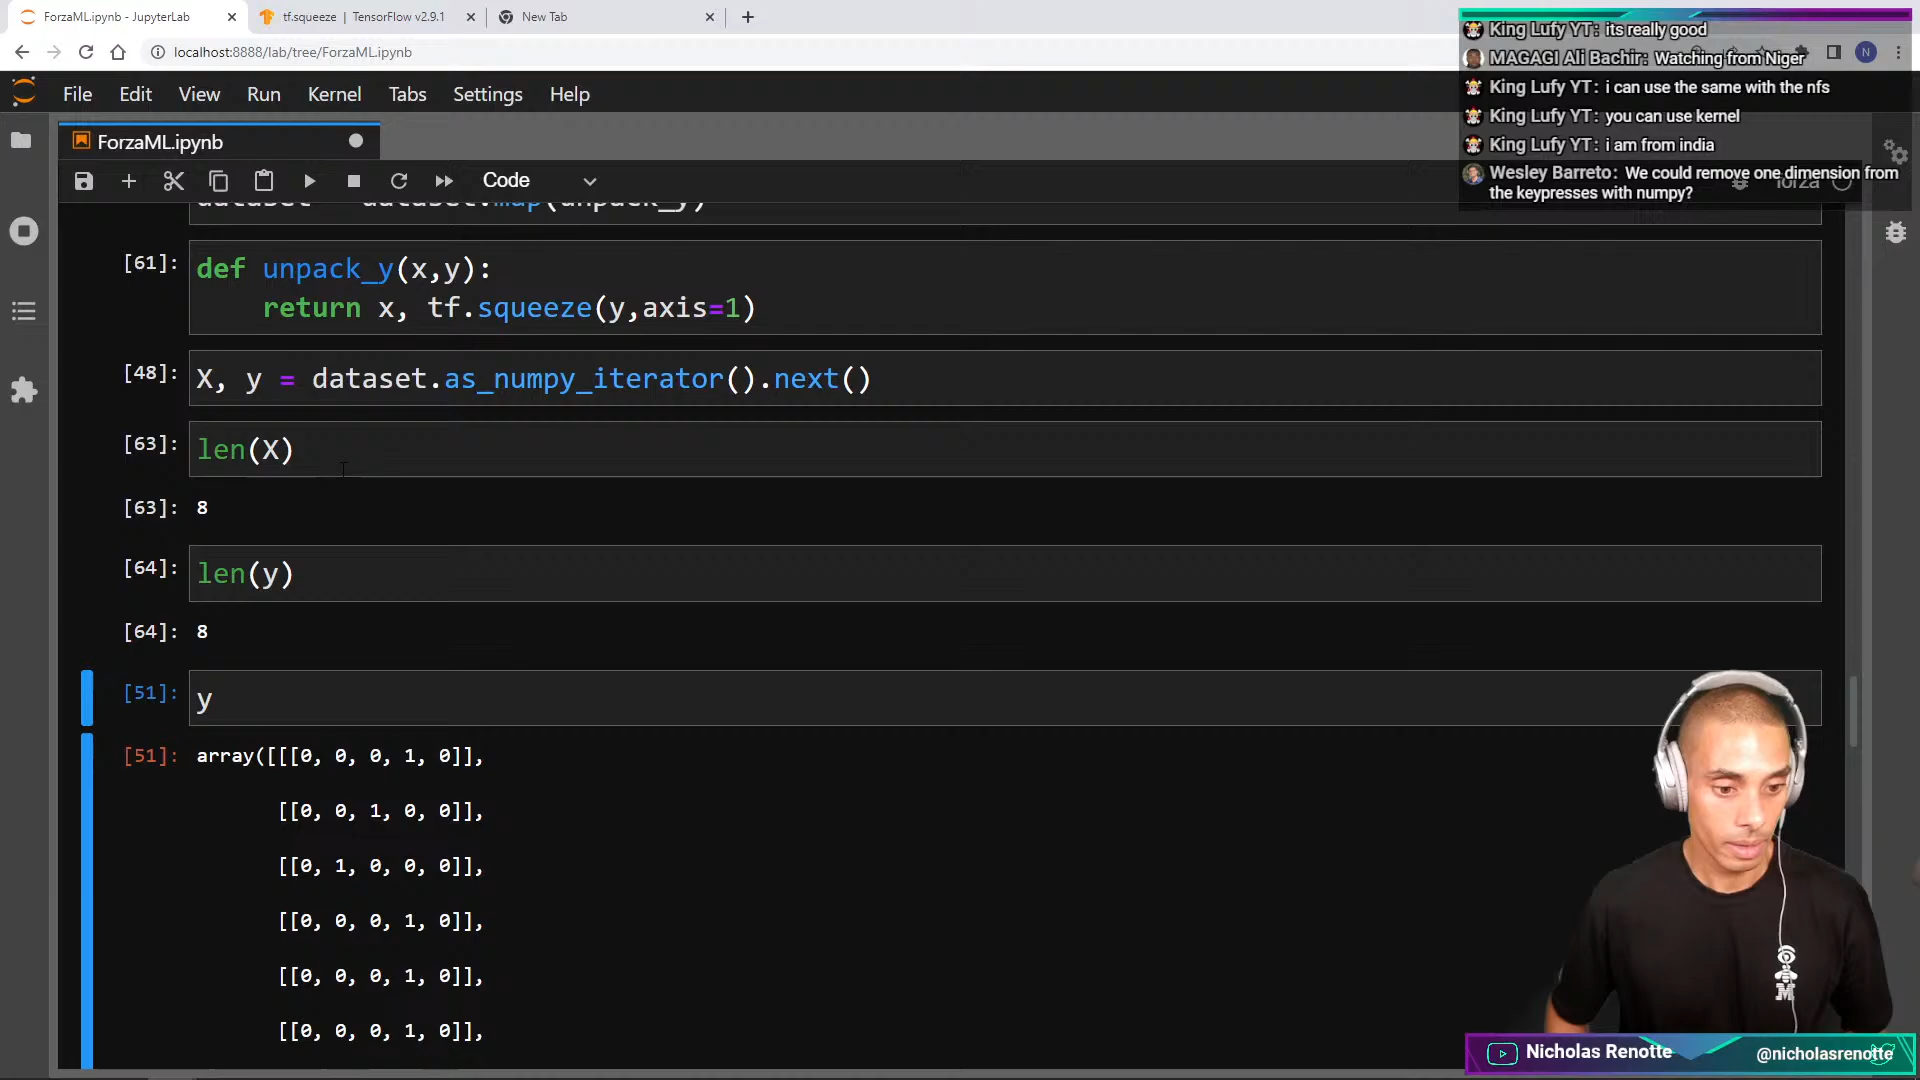 ForzaML.ipynb - JupyterLab
tf.squeeze | TensorFlow v2.9.1
New Tab
localhost:8888/lab/tree/ForzaML.ipynb
N
King Lufy YT: its really good
MAGAGI Ali Bachir: Watching from Niger
King Lufy YT: i can use the same with the nfs
King Lufy YT: you can use kernel
King Lufy YT: i am from india
Wesley Barreto: We could remove one dimension from
the keypresses with numpy?
File Edit View Run Kernel Tabs Settings Help
ForzaML.ipynb
Code
forza
dataset = dataset.map(unpack_y)
[61]: def unpack_y(x,y):
return x, tf.squeeze(y,axis=1)
[48]: X, y = dataset.as_numpy_iterator().next()
[63]: len(X)
[63]: 8
[64]: len(y)
[64]: 8
[51]: y
[51]: array([[[0, 0, 0, 1, 0]],
[[0, 0, 1, 0, 0]],
[[0, 1, 0, 0, 0]],
[[0, 0, 0, 1, 0]],
[[0, 0, 0, 1, 0]],
[[0, 0, 0, 1, 0]],
Nicholas Renotte
@nicholasrenotte